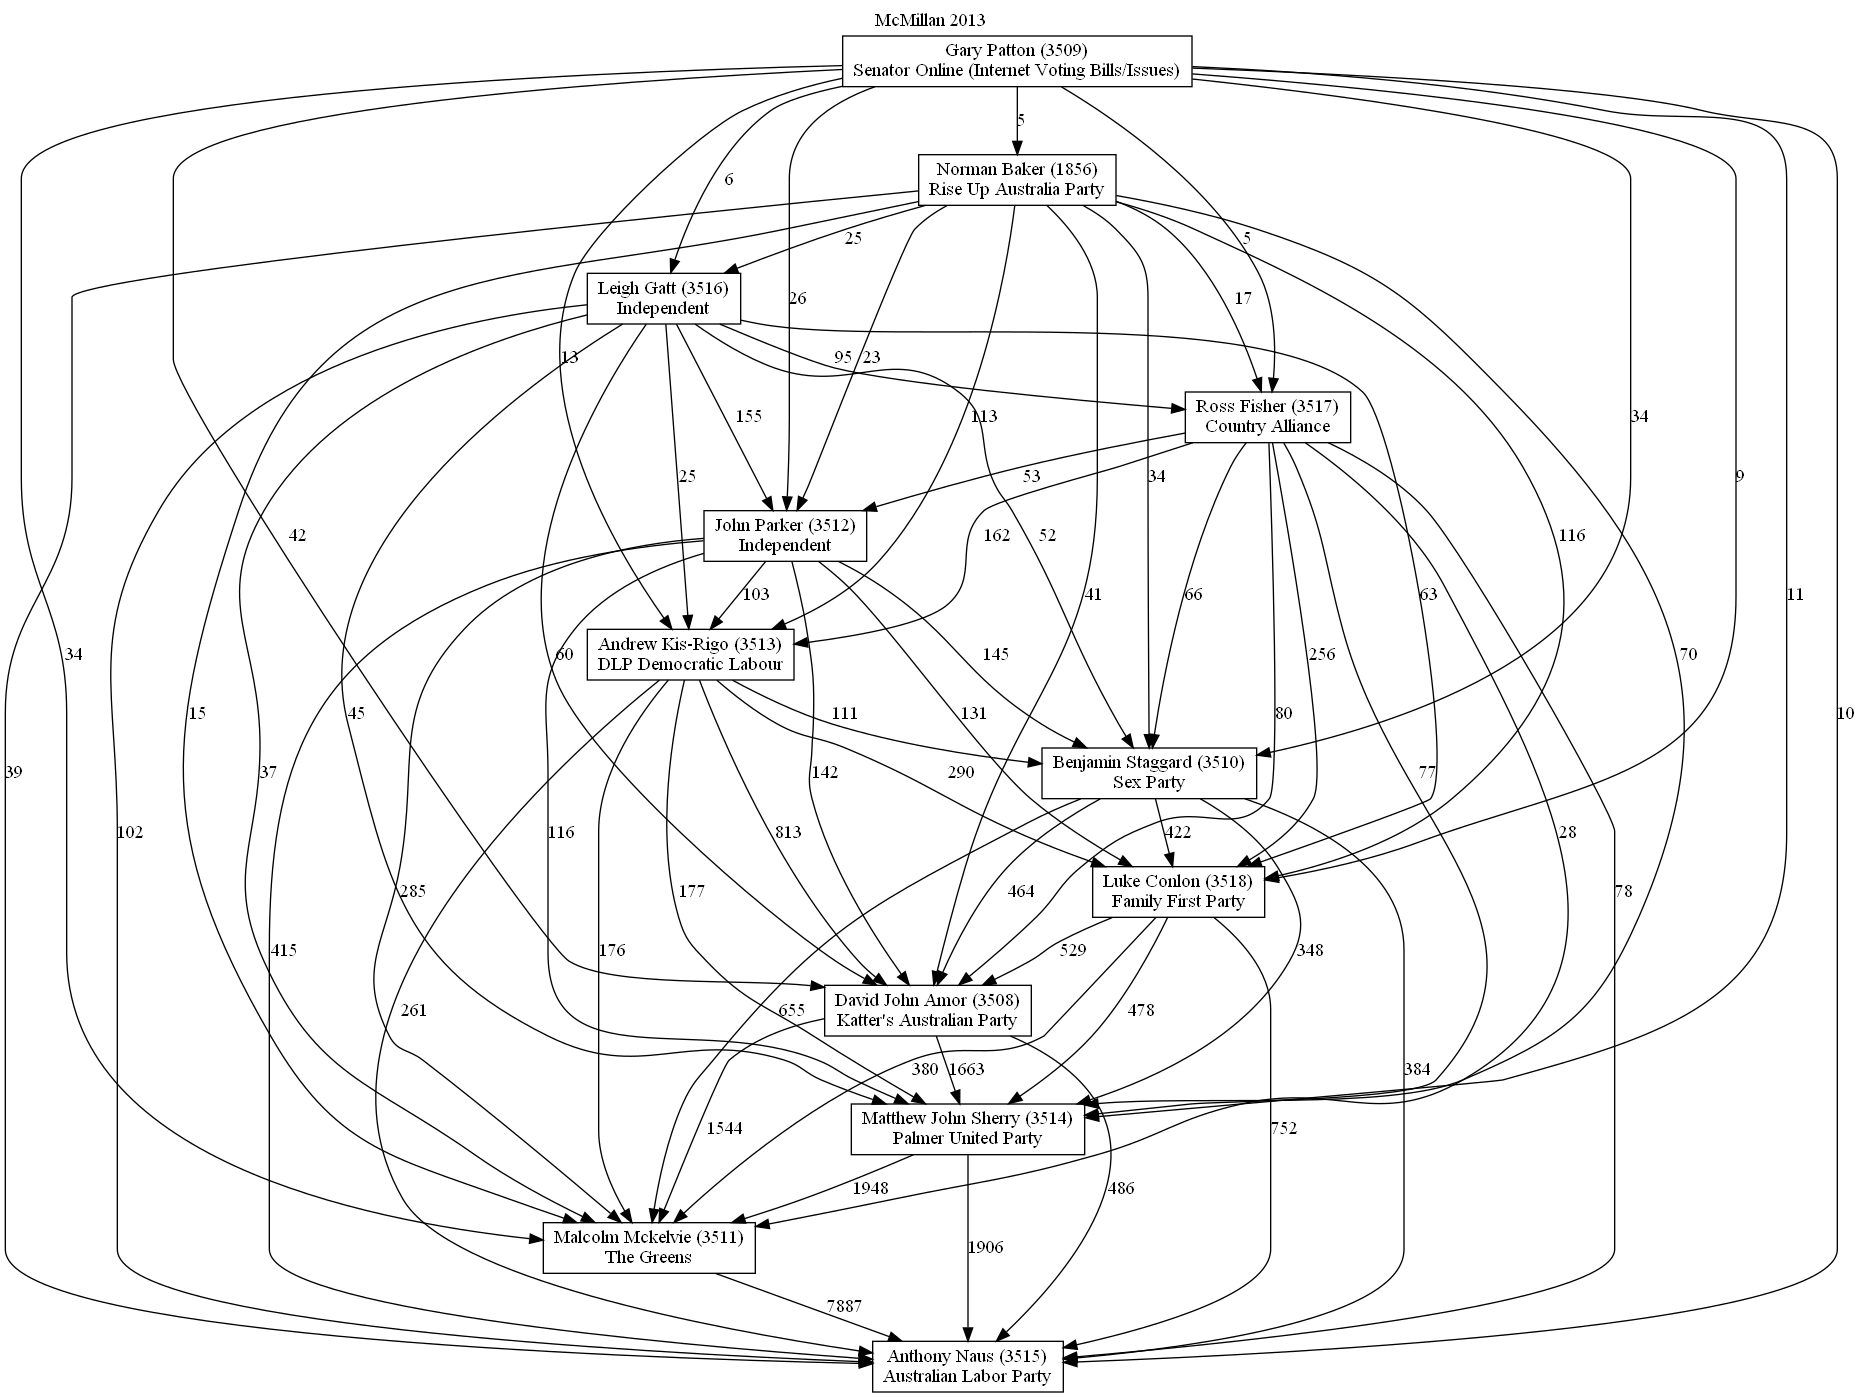 McMillan 2013
Gary Patton (3509)
Senator Online (Internet Voting Bills/Issues)
5
Norman Baker (1856)
Rise Up Australia Party
6
25
5
Leigh Gatt (3516)
Independent
26
17
13
95
23
Ross Fisher (3517)
Country Alliance
155
113
34
25
53
34
9
John Parker (3512)
Independent
42
162
52
116
103
41
66
63
11
Andrew Kis-Rigo (3513)
DLP Democratic Labour
34
60
145
256
70
15
45
111
131
80
10
39
37
142
290
Benjamin Staggard (3510)
Sex Party
77
102
116
813
422
28
285
177
464
Luke Conlon (3518)
Family First Party
78
415
176
529
348
261
655
David John Amor (3508)
Katter's Australian Party
478
380
1663
384
1544
Matthew John Sherry (3514)
Palmer United Party
752
1948
486
Malcolm Mckelvie (3511)
The Greens
1906
7887
Anthony Naus (3515)
Australian Labor Party